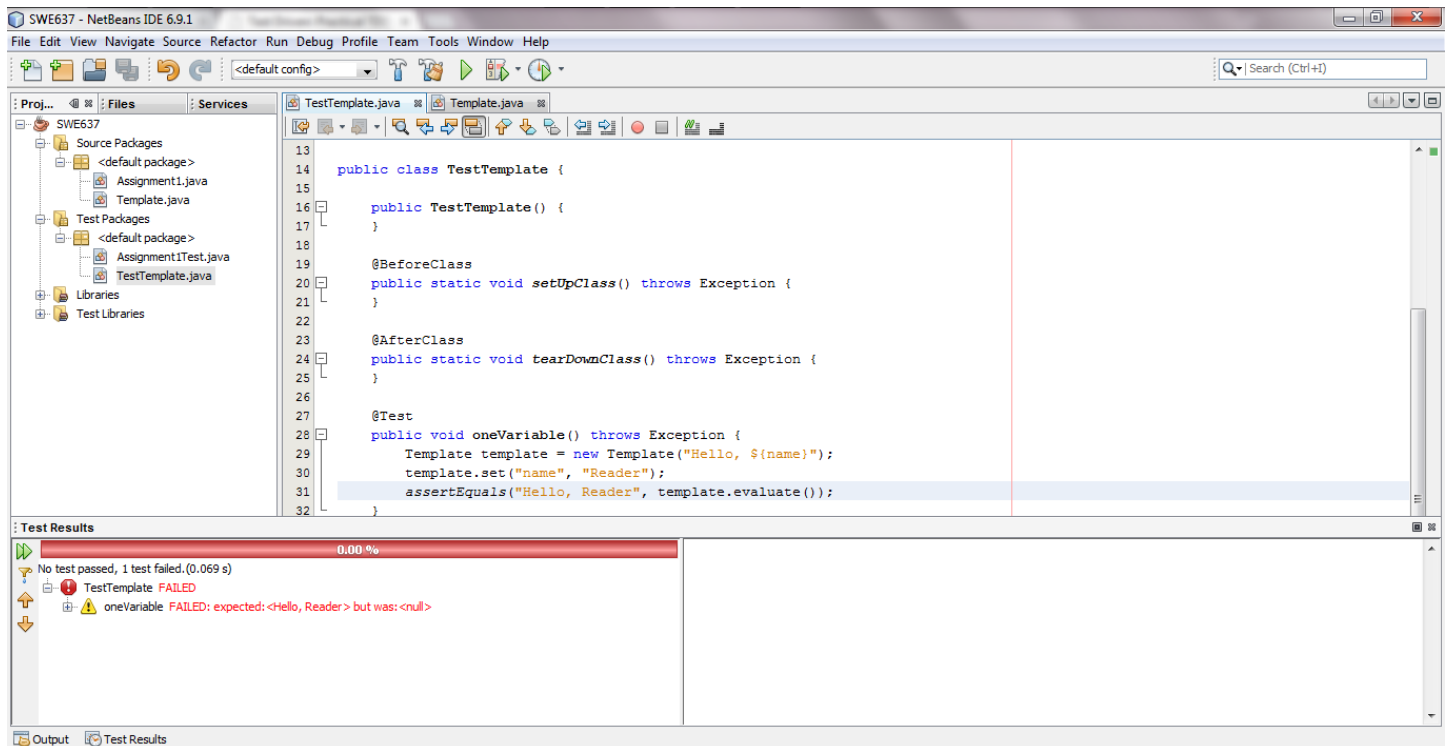 SWE637 - NetBeans IDE 6.9.1
File Edit View Navigate Source Refactor Run Debug Profile Team Tools Window Help
<default config>
Search (Ctrl+I)
Proj... Files Services
TestTemplate.java Template.java
SWE637
Source Packages
<default package>
Assignment1.java
Template.java
Test Packages
<default package>
Assignment1Test.java
TestTemplate.java
Libraries
Test Libraries
13
14 public class TestTemplate {
15
16 public TestTemplate() {
17 }
18
19 @BeforeClass
20 public static void setUpClass() throws Exception {
21 }
22
23 @AfterClass
24 public static void tearDownClass() throws Exception {
25 }
26
27 @Test
28 public void oneVariable() throws Exception {
29 Template template = new Template("Hello, ${name}");
30 template.set("name", "Reader");
31 assertEquals("Hello, Reader", template.evaluate());
32 }
Test Results
0.00 %
No test passed, 1 test failed.(0.069 s)
TestTemplate FAILED
oneVariable FAILED: expected:<Hello, Reader> but was:<null>
Output Test Results